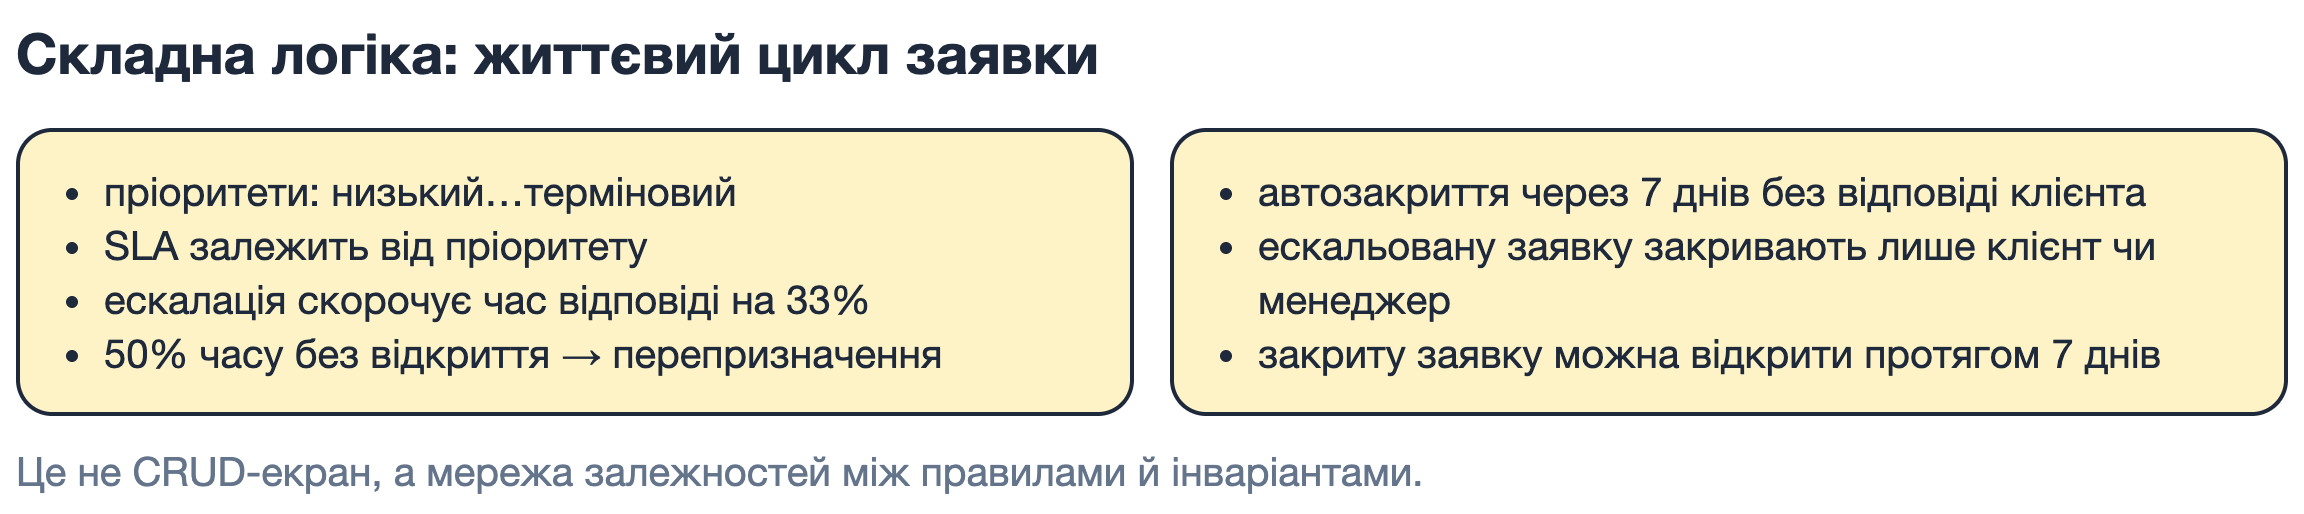 Складна логіка: життєвий цикл заявки
• пріоритети: низький…терміновий
• SLA залежить від пріоритету
• ескалація скорочує час відповіді на 33%
• 50% часу без відкриття → перепризначення
• автозакриття через 7 днів без відповіді клієнта
• ескальовану заявку закривають лише клієнт чи
менеджер
• закриту заявку можна відкрити протягом 7 днів
Це не CRUD-екран, а мережа залежностей між правилами й інваріантами.